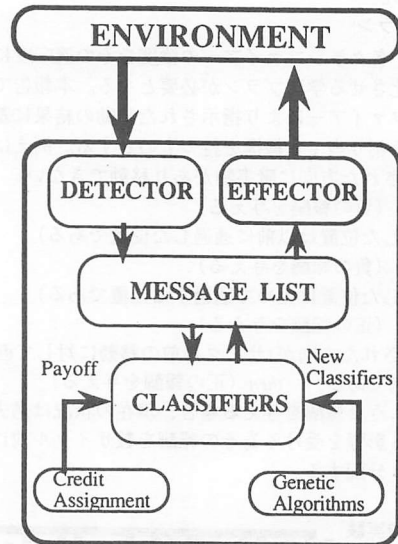 ENVIRONMENT
DETECTOR
EFFECTOR
MESSAGE LIST
Payoff
New
Classifiers
CLASSIFIERS
Credit
Assignment
Genetic
Algorithms